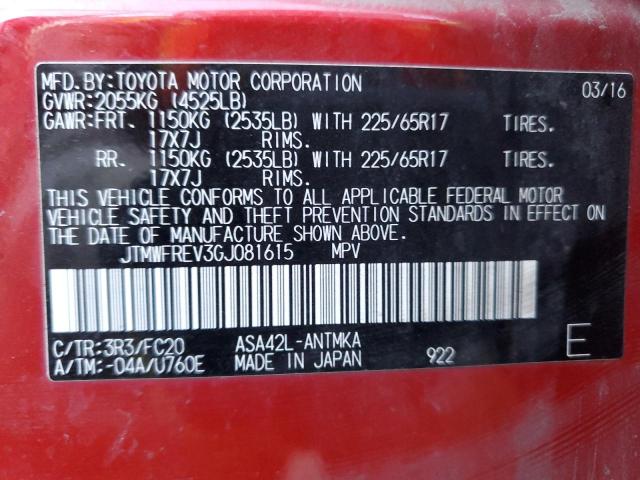 MFD.BY:TOYOTA MOTOR CORPORATION 03/16
GVWR:2055KG (4525LB)
GAWR:FRT. 1150KG (2535LB) WITH 225/65R17 TIRES.
17X7J RIMS.
RR. 1150KG (2535LB) WITH 225/65R17 TIRES.
17X7J RIMS.
THIS VEHICLE CONFORMS TO ALL APPLICABLE FEDERAL MOTOR
VEHICLE SAFETY AND THEFT PREVENTION STANDARDS IN EFFECT ON
THE DATE OF MANUFACTURE SHOWN ABOVE.
JTMWFREV3GJ081615 MPV
C/TR:3R3/FC20 ASA42L-ANTMKA
A/TM:-04A/U760E MADE IN JAPAN 922 E